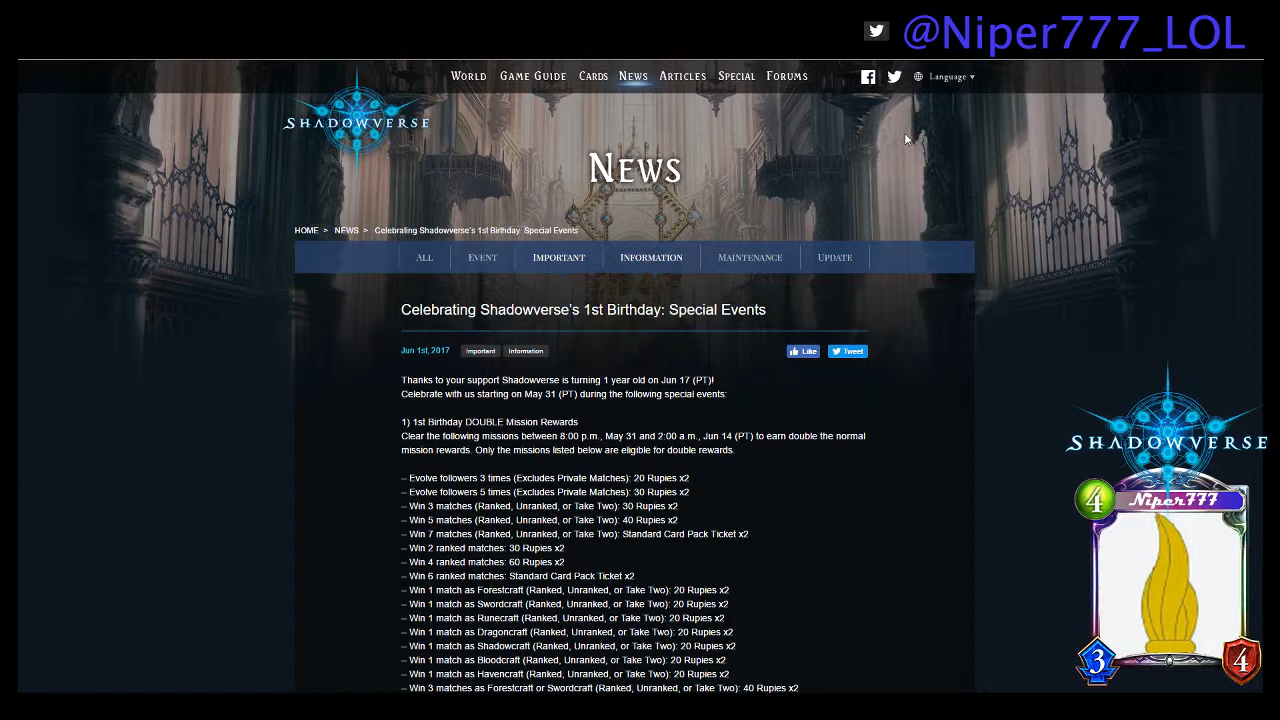 @Niper777_LOL
WORLD GAME GUIDE CARDS NEWS ARTICLES SPECIAL FORUMS Language
SHADOWVERSE
NEWS
HOME > NEWS > Celebrating Shadowverse's 1st Birthday: Special Events
ALL EVENT IMPORTANT INFORMATION MAINTENANCE UPDATE
Celebrating Shadowverse's 1st Birthday: Special Events
Jun 1st, 2017 Important Information Like Tweet
Thanks to your support Shadowverse is turning 1 year old on Jun 17 (PT)!
Celebrate with us starting on May 31 (PT) during the following special events:
1) 1st Birthday DOUBLE Mission Rewards
Clear the following missions between 8:00 p.m., May 31 and 2:00 a.m., Jun 14 (PT) to earn double the normal
mission rewards. Only the missions listed below are eligible for double rewards.
– Evolve followers 3 times (Excludes Private Matches): 20 Rupies x2
– Evolve followers 5 times (Excludes Private Matches): 30 Rupies x2
– Win 3 matches (Ranked, Unranked, or Take Two): 30 Rupies x2
– Win 5 matches (Ranked, Unranked, or Take Two): 40 Rupies x2
– Win 7 matches (Ranked, Unranked, or Take Two): Standard Card Pack Ticket x2
– Win 2 ranked matches: 30 Rupies x2
– Win 4 ranked matches: 60 Rupies x2
– Win 6 ranked matches: Standard Card Pack Ticket x2
– Win 1 match as Forestcraft (Ranked, Unranked, or Take Two): 20 Rupies x2
– Win 1 match as Swordcraft (Ranked, Unranked, or Take Two): 20 Rupies x2
– Win 1 match as Runecraft (Ranked, Unranked, or Take Two): 20 Rupies x2
– Win 1 match as Dragoncraft (Ranked, Unranked, or Take Two): 20 Rupies x2
– Win 1 match as Shadowcraft (Ranked, Unranked, or Take Two): 20 Rupies x2
– Win 1 match as Bloodcraft (Ranked, Unranked, or Take Two): 20 Rupies x2
– Win 1 match as Havencraft (Ranked, Unranked, or Take Two): 20 Rupies x2
– Win 3 matches as Forestcraft or Swordcraft (Ranked, Unranked, or Take Two): 40 Rupies x2
SHADOWVERSE
4 Niper777
3 4